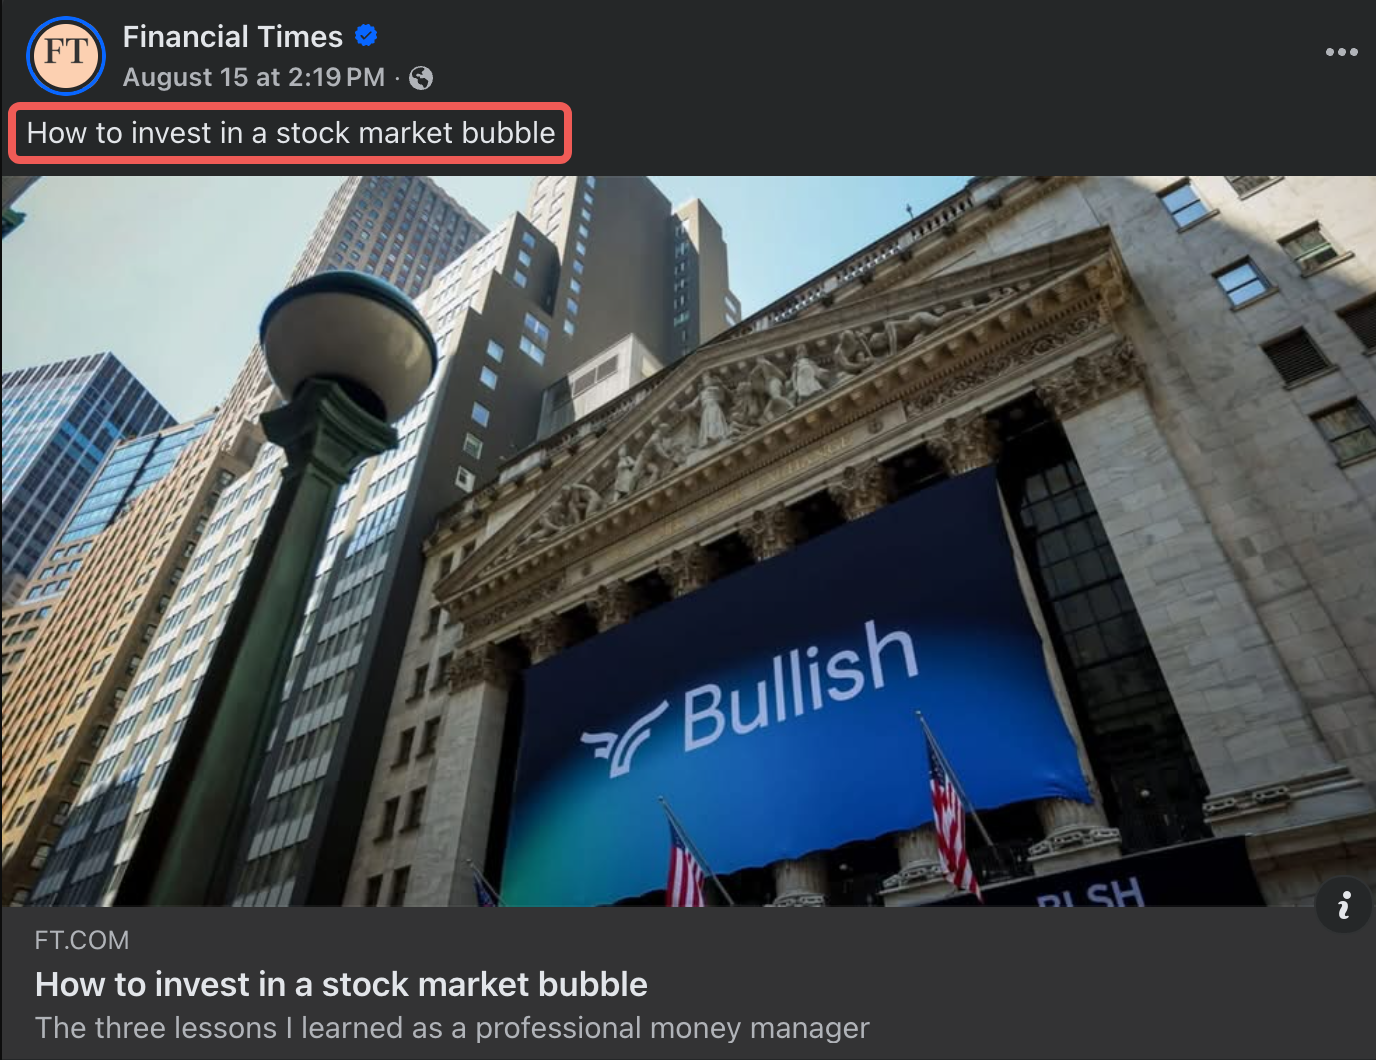 FT
Financial Times
August 15 at 2:19 PM ·
How to invest in a stock market bubble
Bullish
BLSH
FT.COM
How to invest in a stock market bubble
The three lessons I learned as a professional money manager